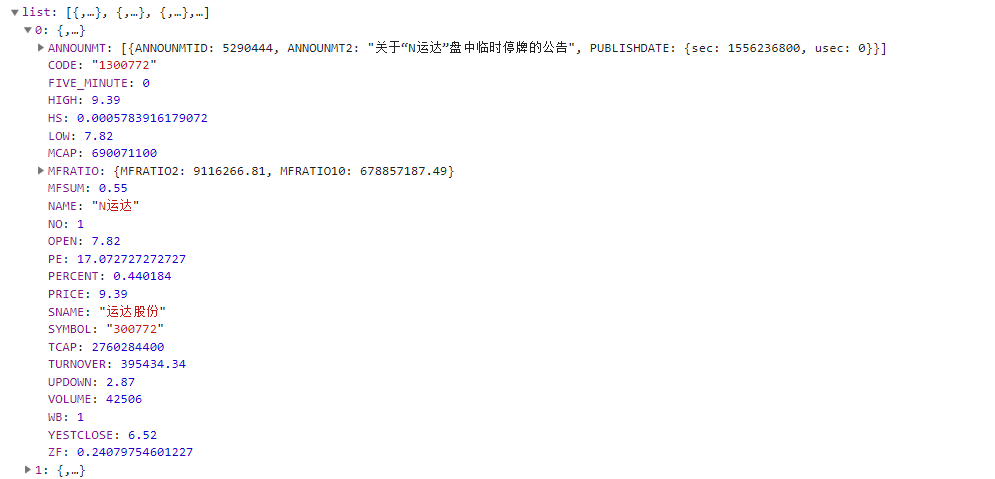 list: [{,…}, {,…}, {,…},…]
0: {,…}
ANNOUNMT: [{ANNOUNMTID: 5290444, ANNOUNMT2: "关于“N运达”盘中临时停牌的公告", PUBLISHDATE: {sec: 1556236800, usec: 0}}]
CODE: "1300772"
FIVE_MINUTE: 0
HIGH: 9.39
HS: 0.0005783916179072
LOW: 7.82
MCAP: 690071100
MFRATIO: {MFRATIO2: 9116266.81, MFRATIO10: 678857187.49}
MFSUM: 0.55
NAME: "N运达"
NO: 1
OPEN: 7.82
PE: 17.072727272727
PERCENT: 0.440184
PRICE: 9.39
SNAME: "运达股份"
SYMBOL: "300772"
TCAP: 2760284400
TURNOVER: 395434.34
UPDOWN: 2.87
VOLUME: 42506
WB: 1
YESTCLOSE: 6.52
ZF: 0.24079754601227
1: {,…}